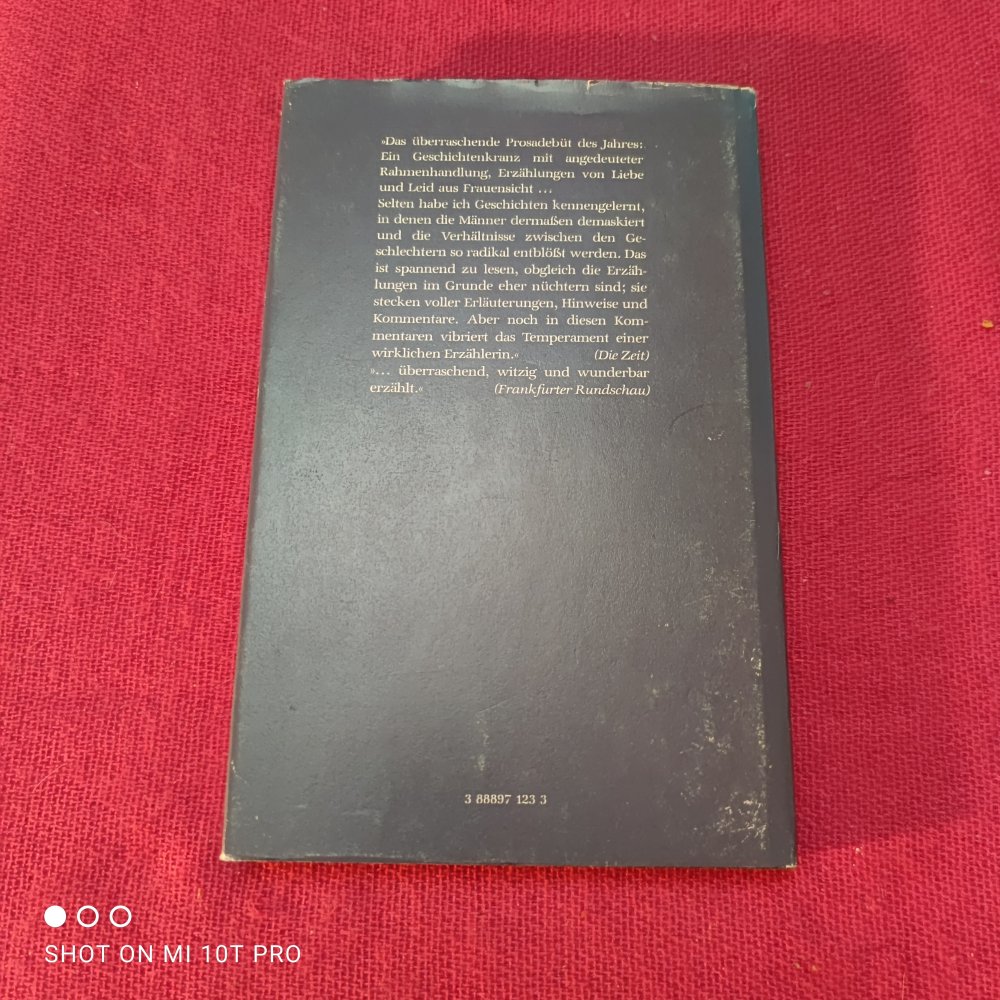 »Das überraschende Prosadebüt des Jahres:
Ein Geschichtenkranz mit angedeuteter
Rahmenhandlung, Erzählungen von Liebe
und Leid aus Frauensicht ...
Selten habe ich Geschichten kennengelernt,
in denen die Männer dermaßen demaskiert
und die Verhältnisse zwischen den Ge-
schlechtern so radikal entblößt werden. Das
ist spannend zu lesen, obgleich die Erzäh-
lungen im Grunde eher nüchtern sind; sie
stecken voller Erläuterungen, Hinweise und
Kommentare. Aber noch in diesen Kom-
mentaren vibriert das Temperament einer
wirklichen Erzählerin.« (Die Zeit)
»... überraschend, witzig und wunderbar
erzählt.« (Frankfurter Rundschau)
3 88897 123 3
SHOT ON MI 10T PRO